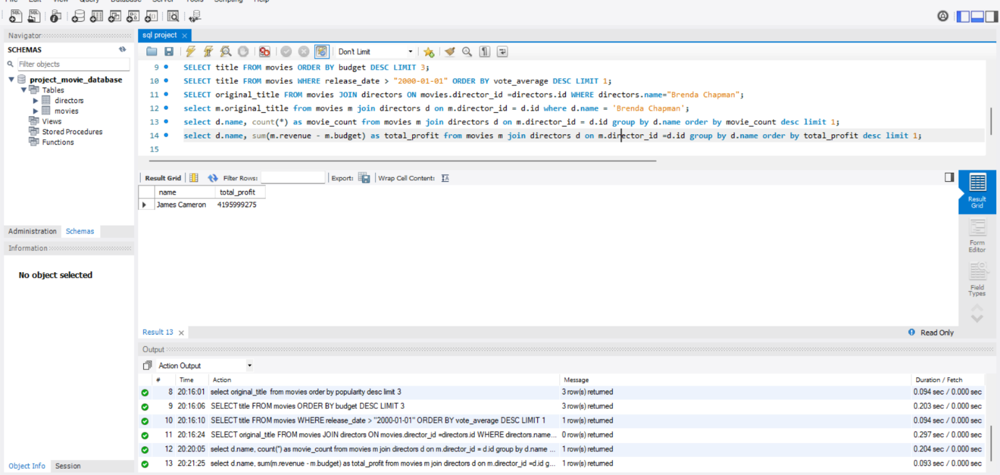 File Edit View Query Database Server Tools Scripting Help
Navigator
SCHEMAS
Filter objects
project_movie_database
Tables
directors
movies
Views
Stored Procedures
Functions
Administration Schemas
Information
No object selected
Object Info Session
sql project
Don't Limit
9 SELECT title FROM movies ORDER BY budget DESC LIMIT 3;
10 SELECT title FROM movies WHERE release_date > "2000-01-01" ORDER BY vote_average DESC LIMIT 1;
11 SELECT original_title FROM movies JOIN directors ON movies.director_id =directors.id WHERE directors.name="Brenda Chapman";
12 select m.original_title from movies m join directors d on m.director_id = d.id where d.name = 'Brenda Chapman';
13 select d.name, count(*) as movie_count from movies m join directors d on m.director_id = d.id group by d.name order by movie_count desc limit 1;
14 select d.name, sum(m.revenue - m.budget) as total_profit from movies m join directors d on m.director_id =d.id group by d.name order by total_profit desc limit 1;
15
Result Grid Filter Rows: Export: Wrap Cell Content:
name total_profit
James Cameron 4195999275
Result Grid
Form Editor
Field Types
Result 13 Read Only
Output
Action Output
# Time Action Message Duration / Fetch
8 20:16:01 select original_title from movies order by popularity desc limit 3 3 row(s) returned 0.094 sec / 0.000 sec
9 20:16:06 SELECT title FROM movies ORDER BY budget DESC LIMIT 3 3 row(s) returned 0.203 sec / 0.000 sec
10 20:16:10 SELECT title FROM movies WHERE release_date > "2000-01-01" ORDER BY vote_average DESC LIMIT 1 1 row(s) returned 0.094 sec / 0.000 sec
11 20:16:24 SELECT original_title FROM movies JOIN directors ON movies.director_id =directors.id WHERE directors.name... 0 row(s) returned 0.297 sec / 0.000 sec
12 20:20:05 select d.name, count(*) as movie_count from movies m join directors d on m.director_id = d.id group by d.name ... 1 row(s) returned 0.204 sec / 0.000 sec
13 20:21:25 select d.name, sum(m.revenue - m.budget) as total_profit from movies m join directors d on m.director_id =d.id g... 1 row(s) returned 0.093 sec / 0.000 sec